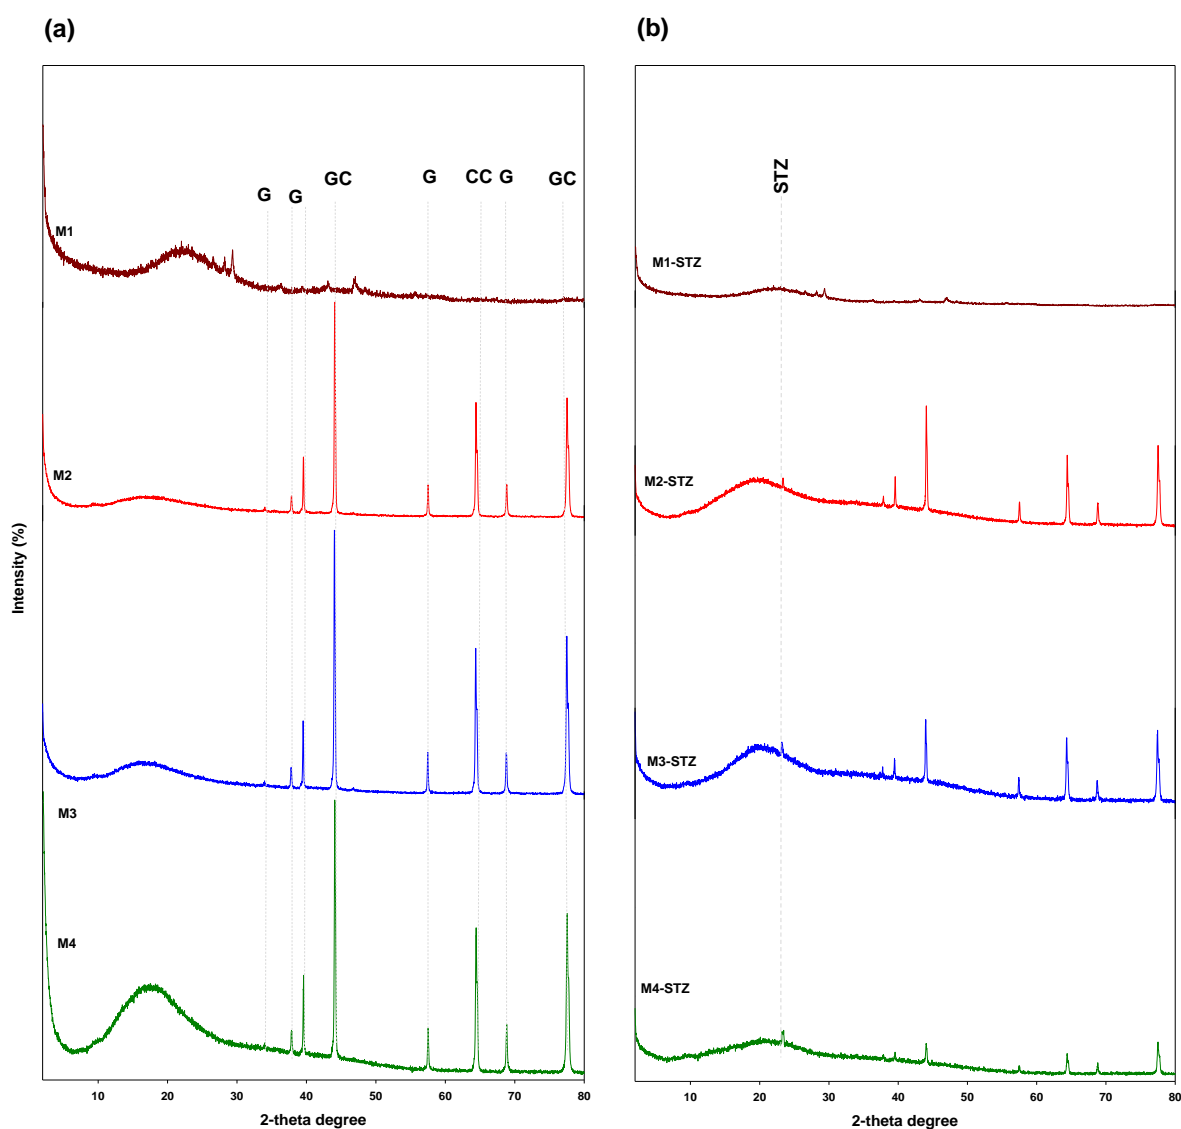 (a)
(b)
G G GC G CC G GC
STZ
M1
M1-STZ
M2
M2-STZ
Intensity (%)
M3-STZ
M3
M4
M4-STZ
10 20 30 40 50 60 70 80
10 20 30 40 50 60 70 80
2-theta degree
2-theta degree